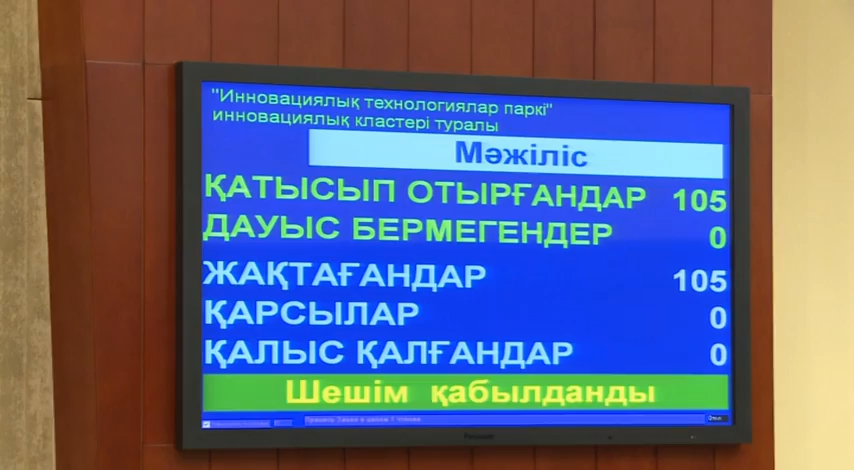 "Инновациялық технологиялар паркі"
инновациялық кластері туралы
Мәжіліс
ҚАТЫСЫП ОТЫРҒАНДАР 105
ДАУЫС БЕРМЕГЕНДЕР 0
ЖАҚТАҒАНДАР 105
ҚАРСЫЛАР 0
ҚАЛЫС ҚАЛҒАНДАР 0
Шешім қабылданды
Panasonic